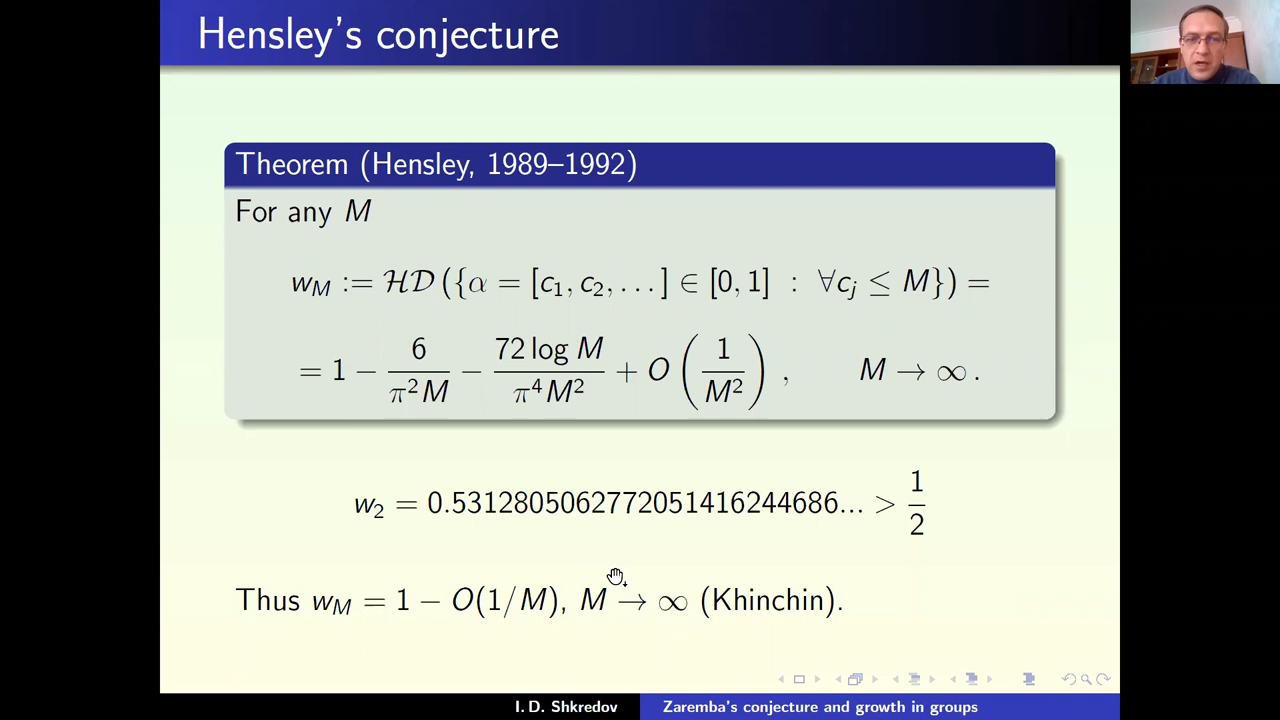 Hensley's conjecture
Theorem (Hensley, 1989–1992)
For any M
w_M := HD ({α = [c_1, c_2, . . . ] ∈ [0, 1] : ∀c_j ≤ M}) =
= 1 − 6/(π^2 M) − 72 log M/(π^4 M^2) + O (1/M^2) , M → ∞ .
w_2 = 0.5312805062772051416244686... > 1/2
Thus w_M = 1 − O(1/M), M → ∞ (Khinchin).
I. D. Shkredov Zaremba's conjecture and growth in groups